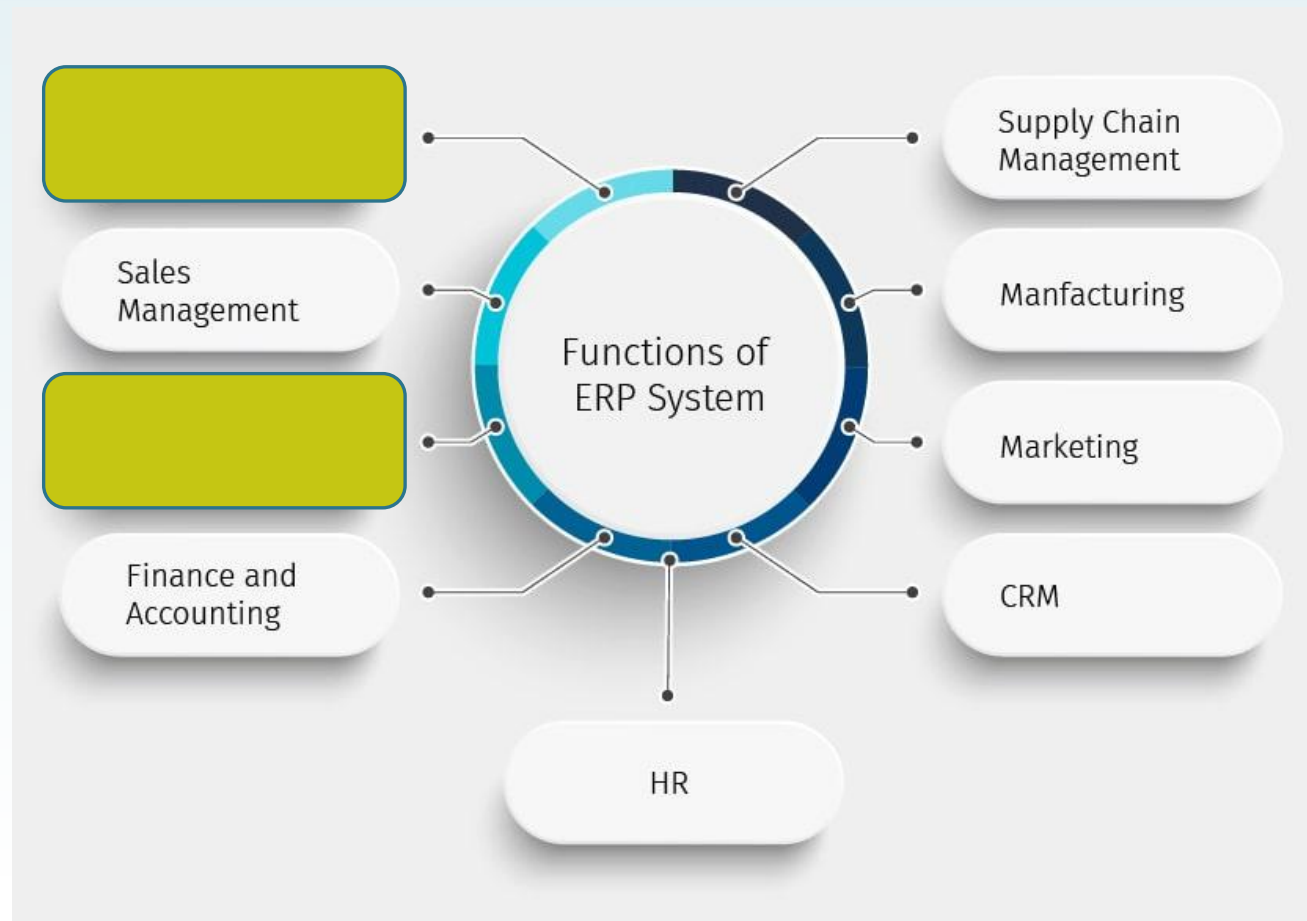 Supply Chain
Management
Sales
Management
Manfacturing
Functions of
ERP System
Marketing
Finance and
Accounting
CRM
HR